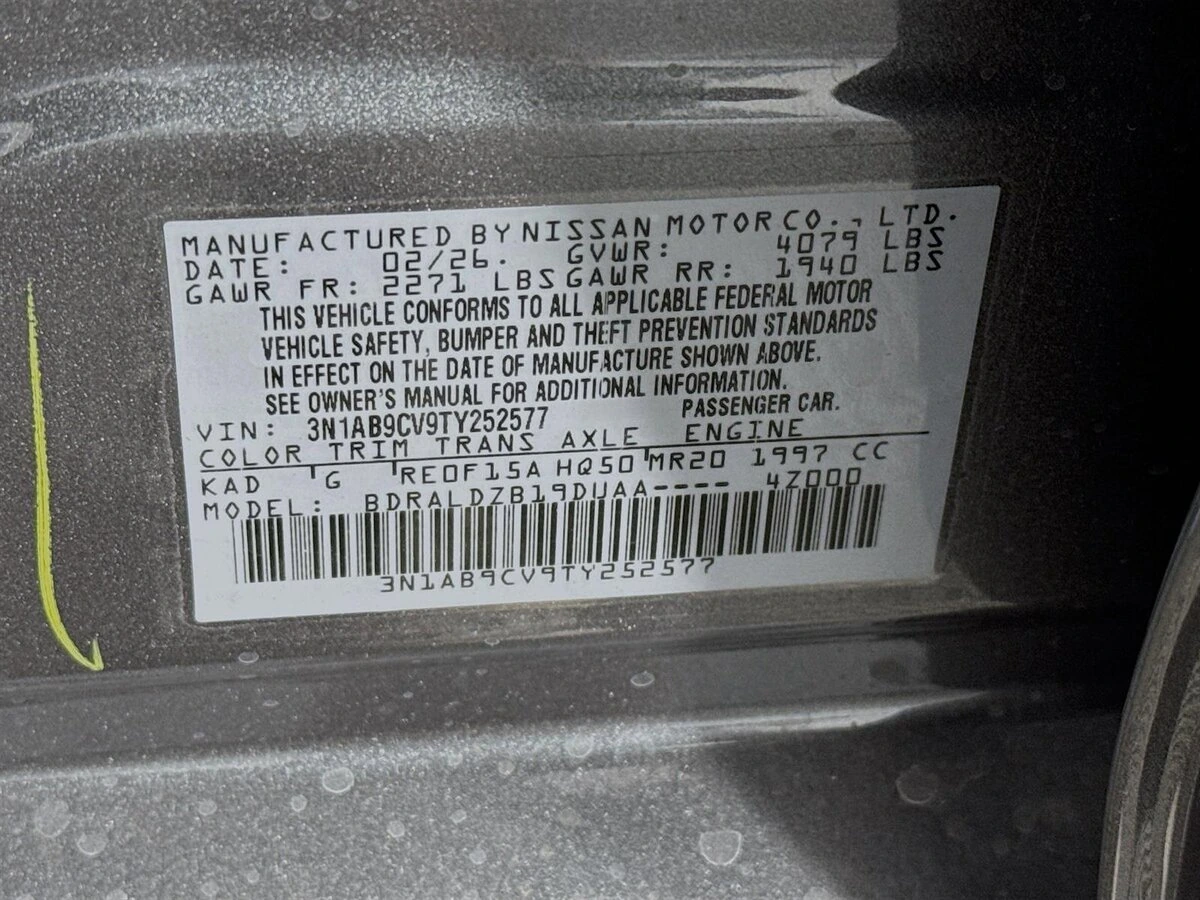 MANUFACTURED BY NISSAN MOTOR CO., LTD.
DATE: 02/26. GVWR: 4079 LBS
GAWR FR: 2271 LBS GAWR RR: 1940 LBS
THIS VEHICLE CONFORMS TO ALL APPLICABLE FEDERAL MOTOR
VEHICLE SAFETY, BUMPER AND THEFT PREVENTION STANDARDS
IN EFFECT ON THE DATE OF MANUFACTURE SHOWN ABOVE.
SEE OWNER'S MANUAL FOR ADDITIONAL INFORMATION.
VIN: 3N1AB9CV9TY252577 PASSENGER CAR.
COLOR TRIM TRANS AXLE ENGINE
KAD G RE0F15A HQ50 MR20 1997 CC
MODEL: BDRALDZB19DUAA---- 4Z000
3N1AB9CV9TY252577